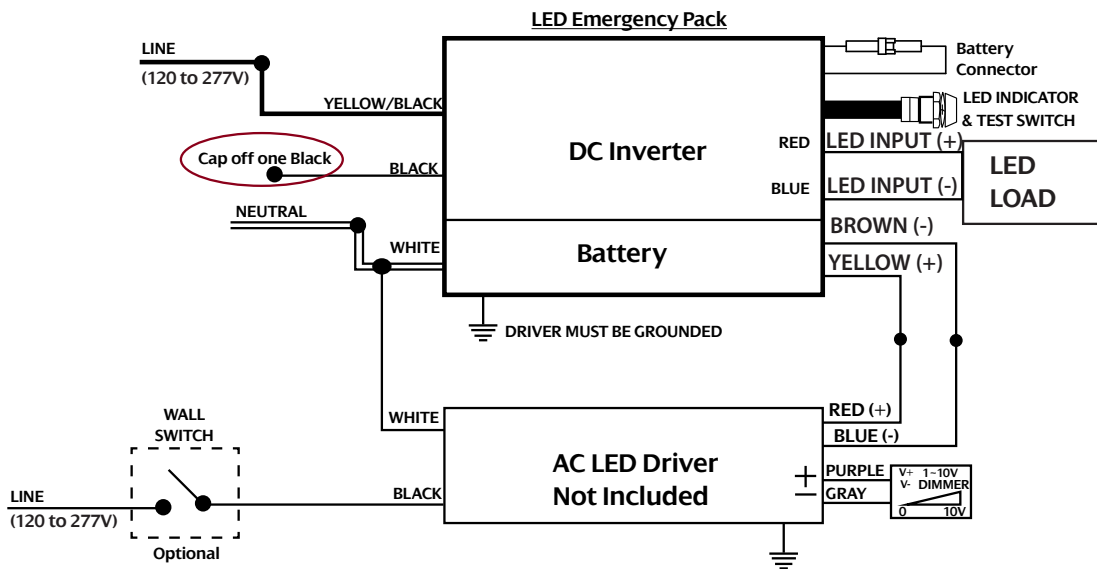 LED Emergency Pack
LINE
(120 to 277V)
YELLOW/BLACK
Cap off one Black
BLACK
NEUTRAL
WHITE
DC Inverter
Battery
Battery
Connector
LED INDICATOR
& TEST SWITCH
RED
LED INPUT (+)
BLUE
LED INPUT (-)
LED
LOAD
BROWN (-)
YELLOW (+)
DRIVER MUST BE GROUNDED
WALL
SWITCH
LINE
(120 to 277V)
Optional
WHITE
BLACK
AC LED Driver
Not Included
RED (+)
BLUE (-)
+
PURPLE
−
GRAY
V+ 1~10V
V- DIMMER
0 10V